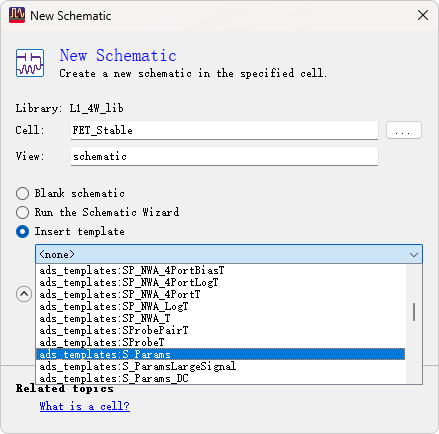 New Schematic
New Schematic
Create a new schematic in the specified cell.
Library: L1_4W_lib
Cell: FET_Stable ...
View: schematic
Blank schematic
Run the Schematic Wizard
Insert template
<none>
ads_templates:SP_NWA_4PortBiasT
ads_templates:SP_NWA_4PortLogT
ads_templates:SP_NWA_4PortT
ads_templates:SP_NWA_LogT
ads_templates:SP_NWA_T
ads_templates:SProbePairT
ads_templates:SProbeT
ads_templates:S_Params
ads_templates:S_ParamsLargeSignal
ads_templates:S_Params_DC
Related topics
What is a cell?